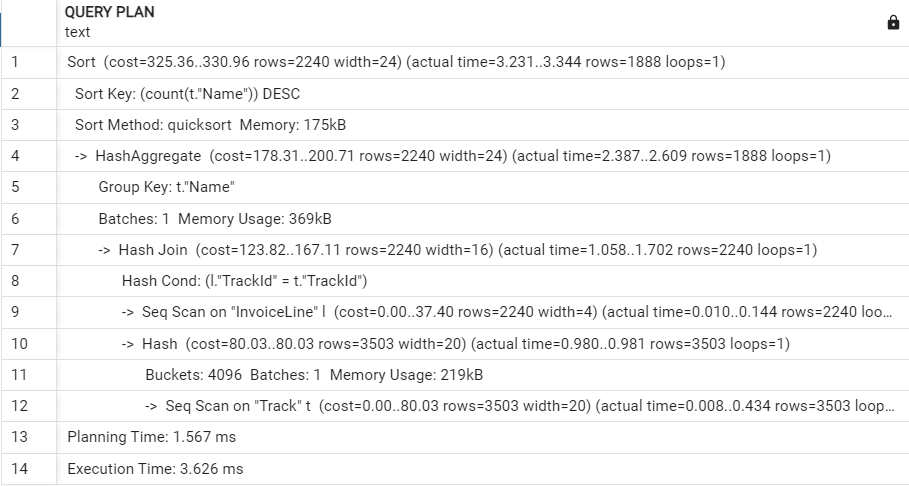 QUERY PLAN
text
1 Sort (cost=325.36..330.96 rows=2240 width=24) (actual time=3.231..3.344 rows=1888 loops=1)
2 Sort Key: (count(t."Name")) DESC
3 Sort Method: quicksort Memory: 175kB
4 -> HashAggregate (cost=178.31..200.71 rows=2240 width=24) (actual time=2.387..2.609 rows=1888 loops=1)
5 Group Key: t."Name"
6 Batches: 1 Memory Usage: 369kB
7 -> Hash Join (cost=123.82..167.11 rows=2240 width=16) (actual time=1.058..1.702 rows=2240 loops=1)
8 Hash Cond: (l."TrackId" = t."TrackId")
9 -> Seq Scan on "InvoiceLine" l (cost=0.00..37.40 rows=2240 width=4) (actual time=0.010..0.144 rows=2240 loo...
10 -> Hash (cost=80.03..80.03 rows=3503 width=20) (actual time=0.980..0.981 rows=3503 loops=1)
11 Buckets: 4096 Batches: 1 Memory Usage: 219kB
12 -> Seq Scan on "Track" t (cost=0.00..80.03 rows=3503 width=20) (actual time=0.008..0.434 rows=3503 loop...
13 Planning Time: 1.567 ms
14 Execution Time: 3.626 ms